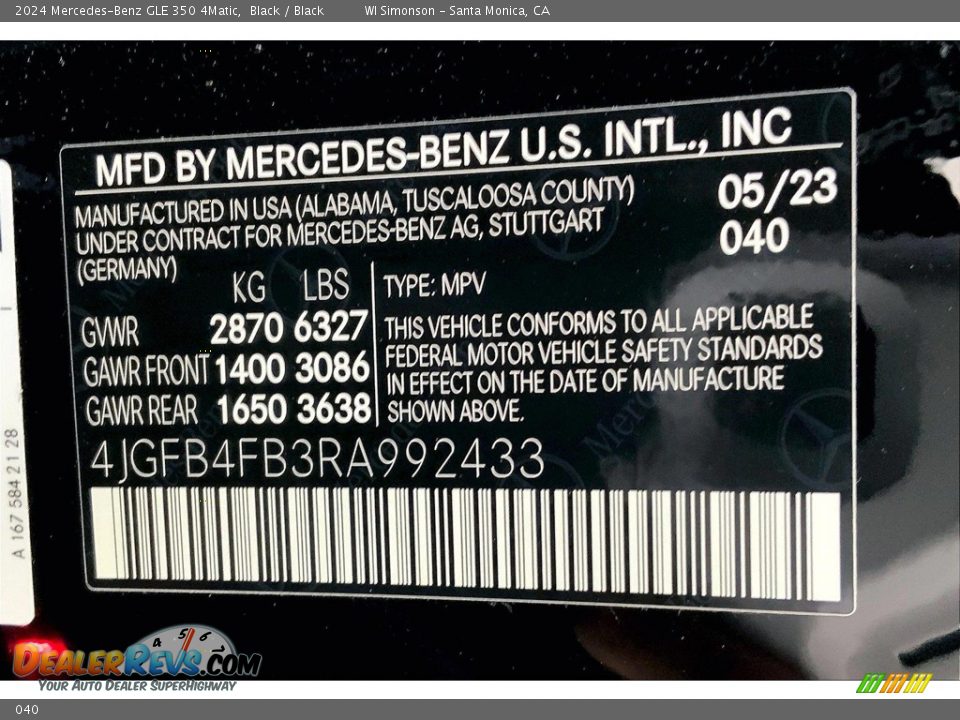 2024 Mercedes-Benz GLE 350 4Matic, Black / Black WI Simonson - Santa Monica, CA
MFD BY MERCEDES-BENZ U.S. INTL., INC
MANUFACTURED IN USA (ALABAMA, TUSCALOOSA COUNTY)
UNDER CONTRACT FOR MERCEDES-BENZ AG, STUTTGART
(GERMANY)
05/23
040
KG LBS
GVWR 2870 6327
GAWR FRONT 1400 3086
GAWR REAR 1650 3638
TYPE: MPV
THIS VEHICLE CONFORMS TO ALL APPLICABLE
FEDERAL MOTOR VEHICLE SAFETY STANDARDS
IN EFFECT ON THE DATE OF MANUFACTURE
SHOWN ABOVE.
4JGFB4FB3RA992433
A 167 584 21 28
4 5 6
DEALERREVS.COM
YOUR AUTO DEALER SUPERHIGHWAY
040